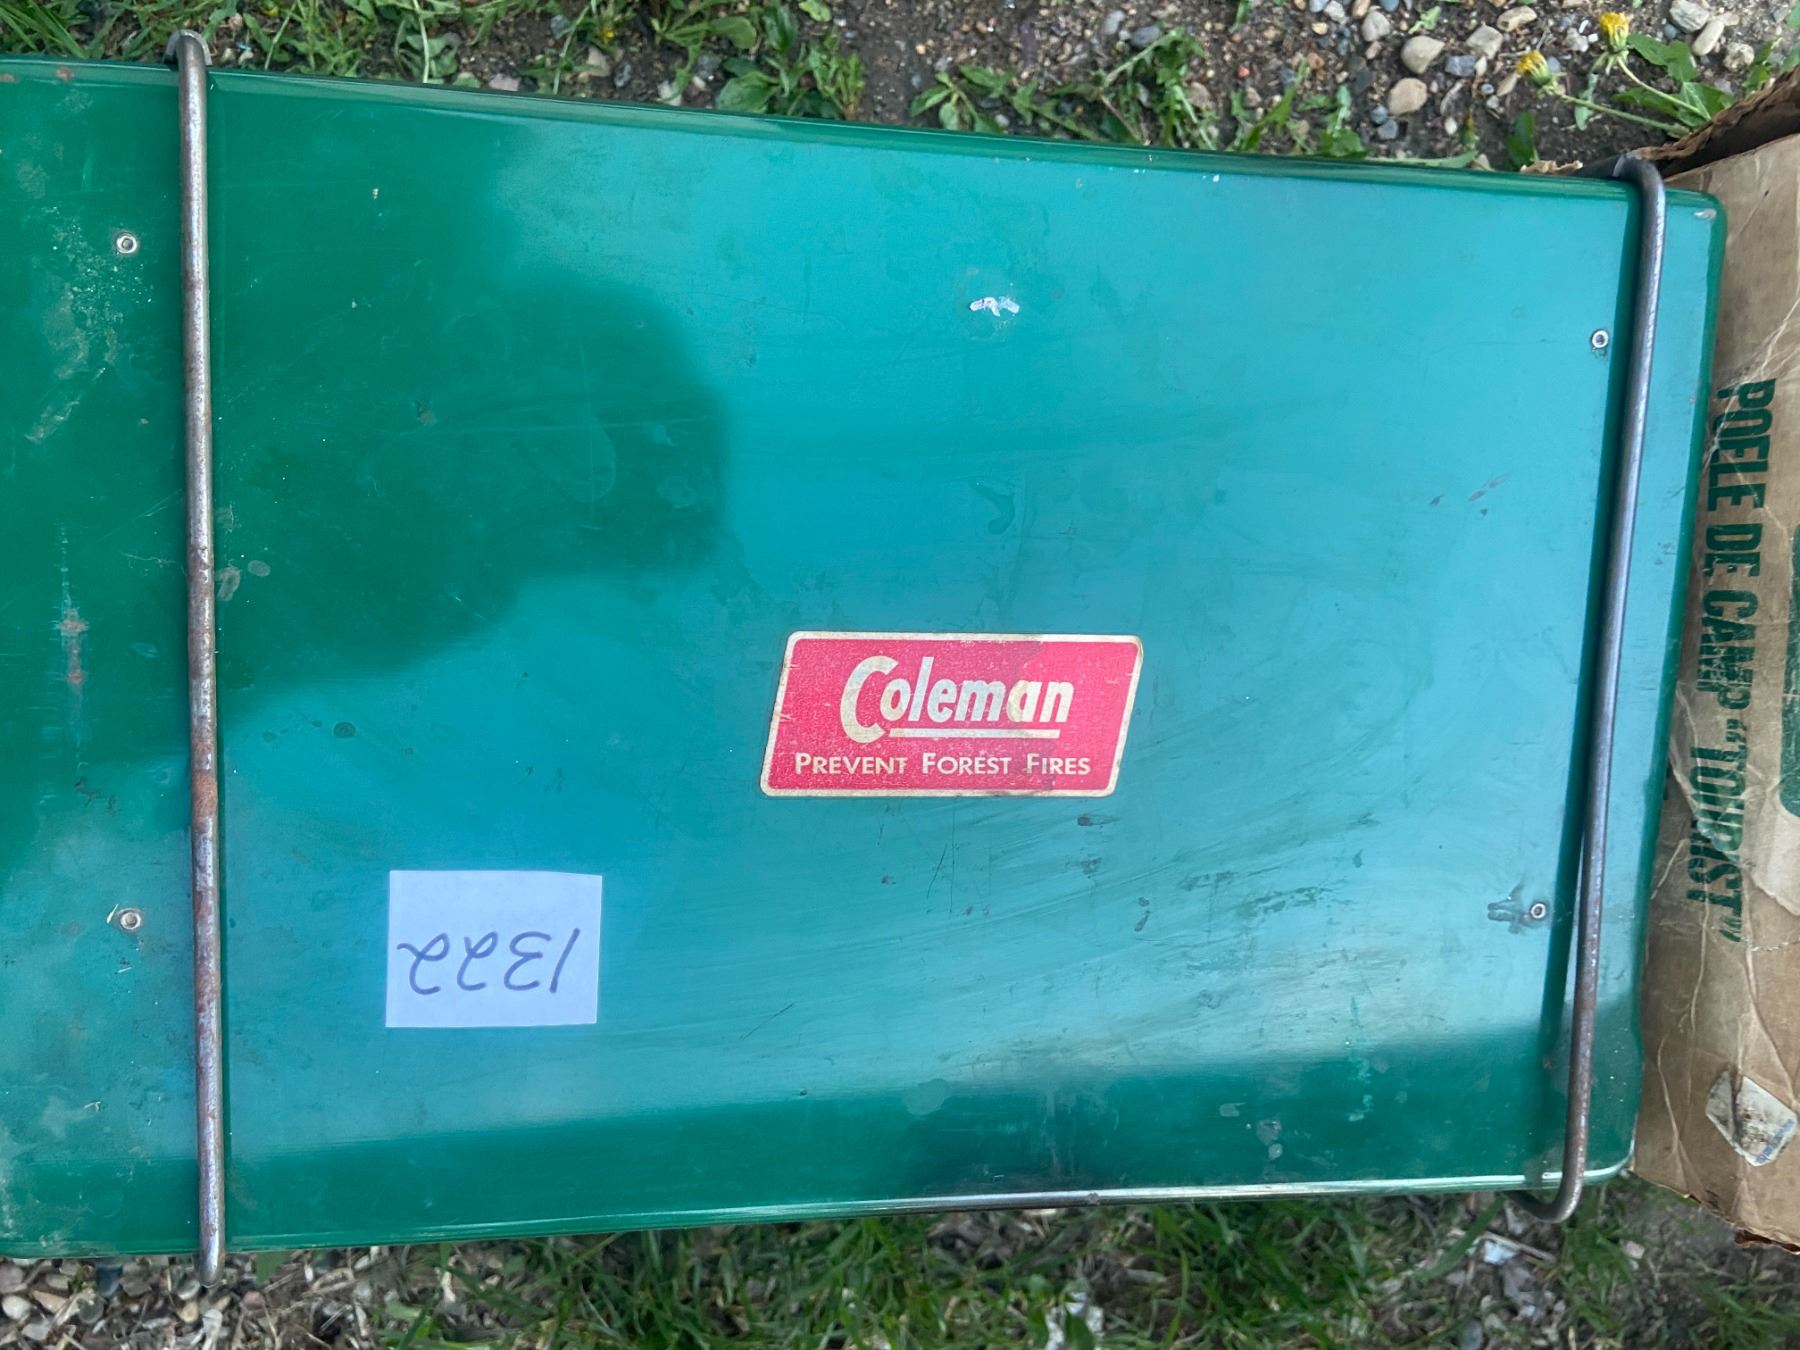 Coleman
PREVENT FOREST FIRES
1322
POELE DE CAMP "TOURIST"